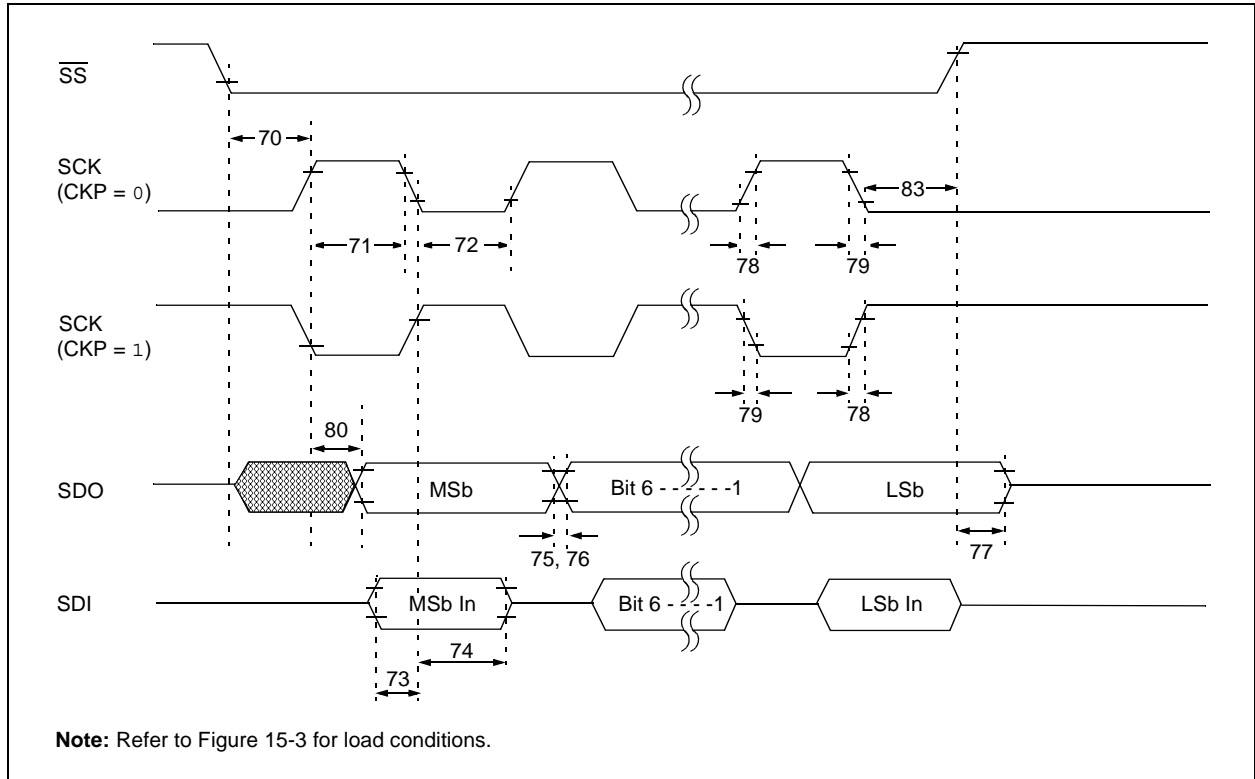 SS
70
SCK
(CKP = 0)
83
71
72
78
79
SCK
(CKP = 1)
79
78
80
SDO
MSb
Bit 6 - - - - - -1
LSb
75, 76
77
SDI
MSb In
Bit 6 - - - - -1
LSb In
74
73
Note: Refer to Figure 15-3 for load conditions.